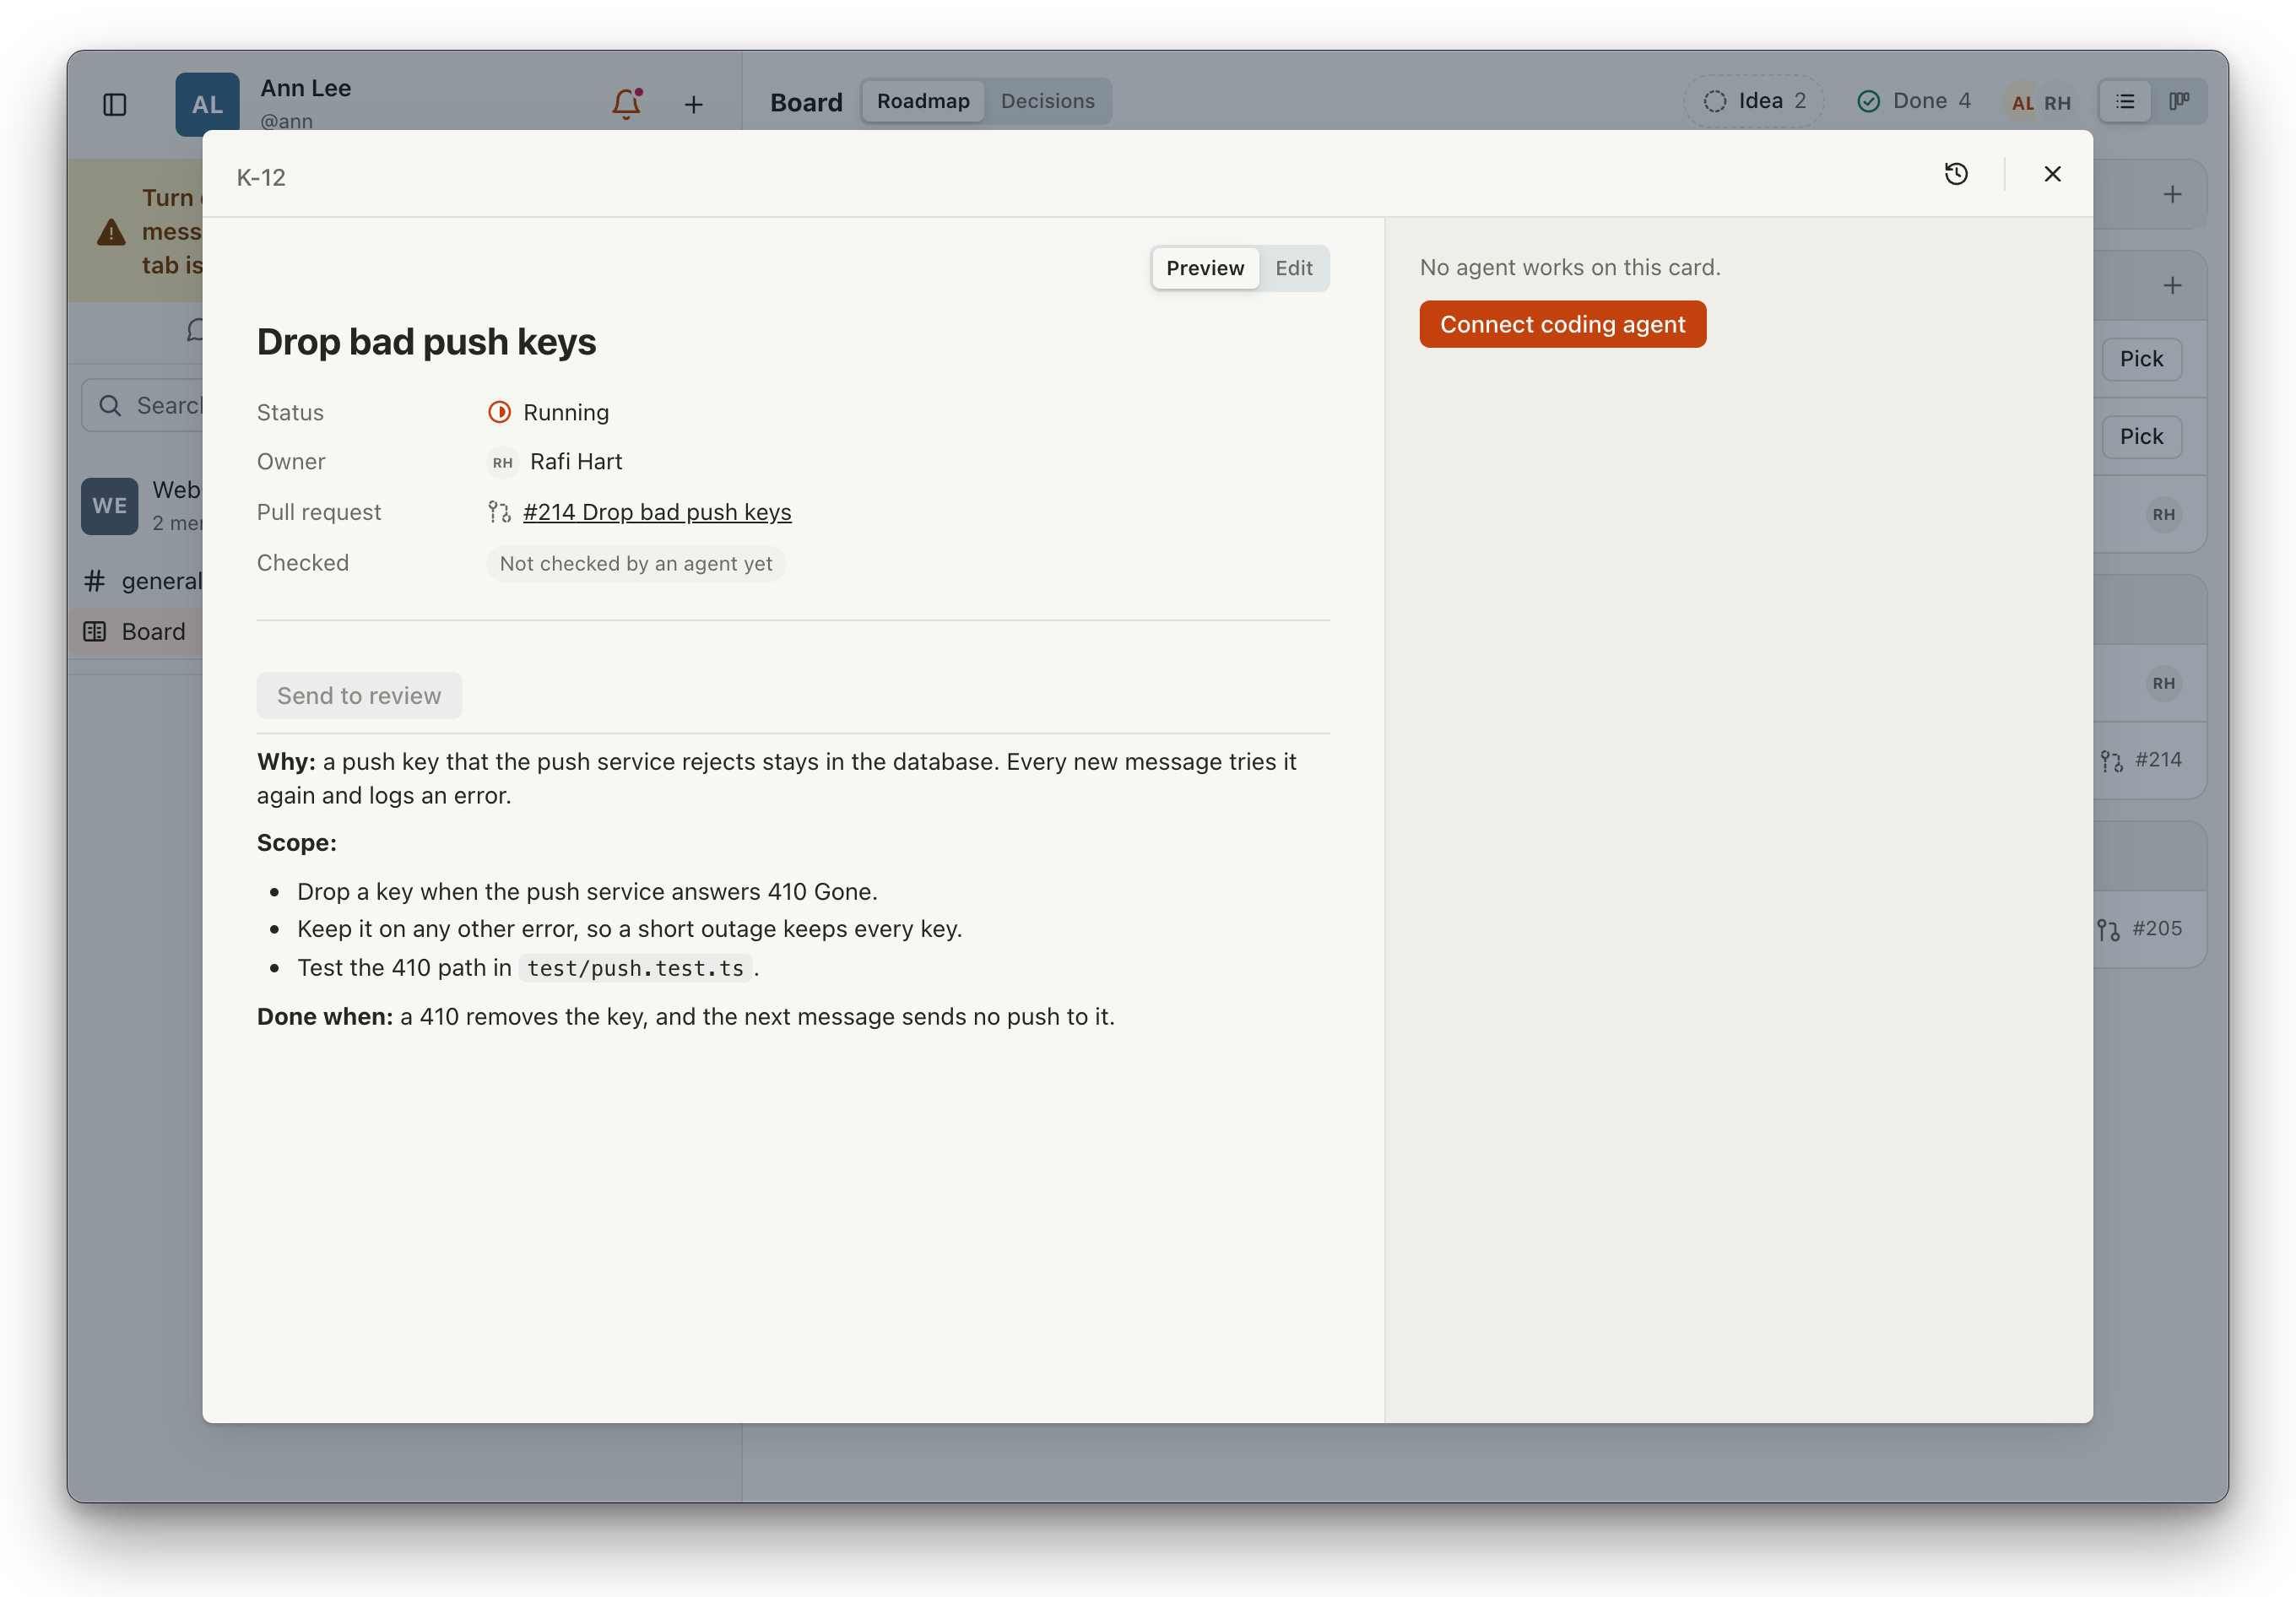 AL
Ann Lee
@ann
Board
Roadmap
Decisions
Idea 2
Done 4
AL RH
Turn
mess
tab is
Search
WE
Web
2 mer
general
Board
Pick
Pick
RH
RH
#214
#205
K-12
Preview
Edit
Drop bad push keys
Status
Running
Owner
RH Rafi Hart
Pull request
#214 Drop bad push keys
Checked
Not checked by an agent yet
Send to review
Why: a push key that the push service rejects stays in the database. Every new message tries it
again and logs an error.
Scope:
Drop a key when the push service answers 410 Gone.
Keep it on any other error, so a short outage keeps every key.
Test the 410 path in test/push.test.ts.
Done when: a 410 removes the key, and the next message sends no push to it.
No agent works on this card.
Connect coding agent